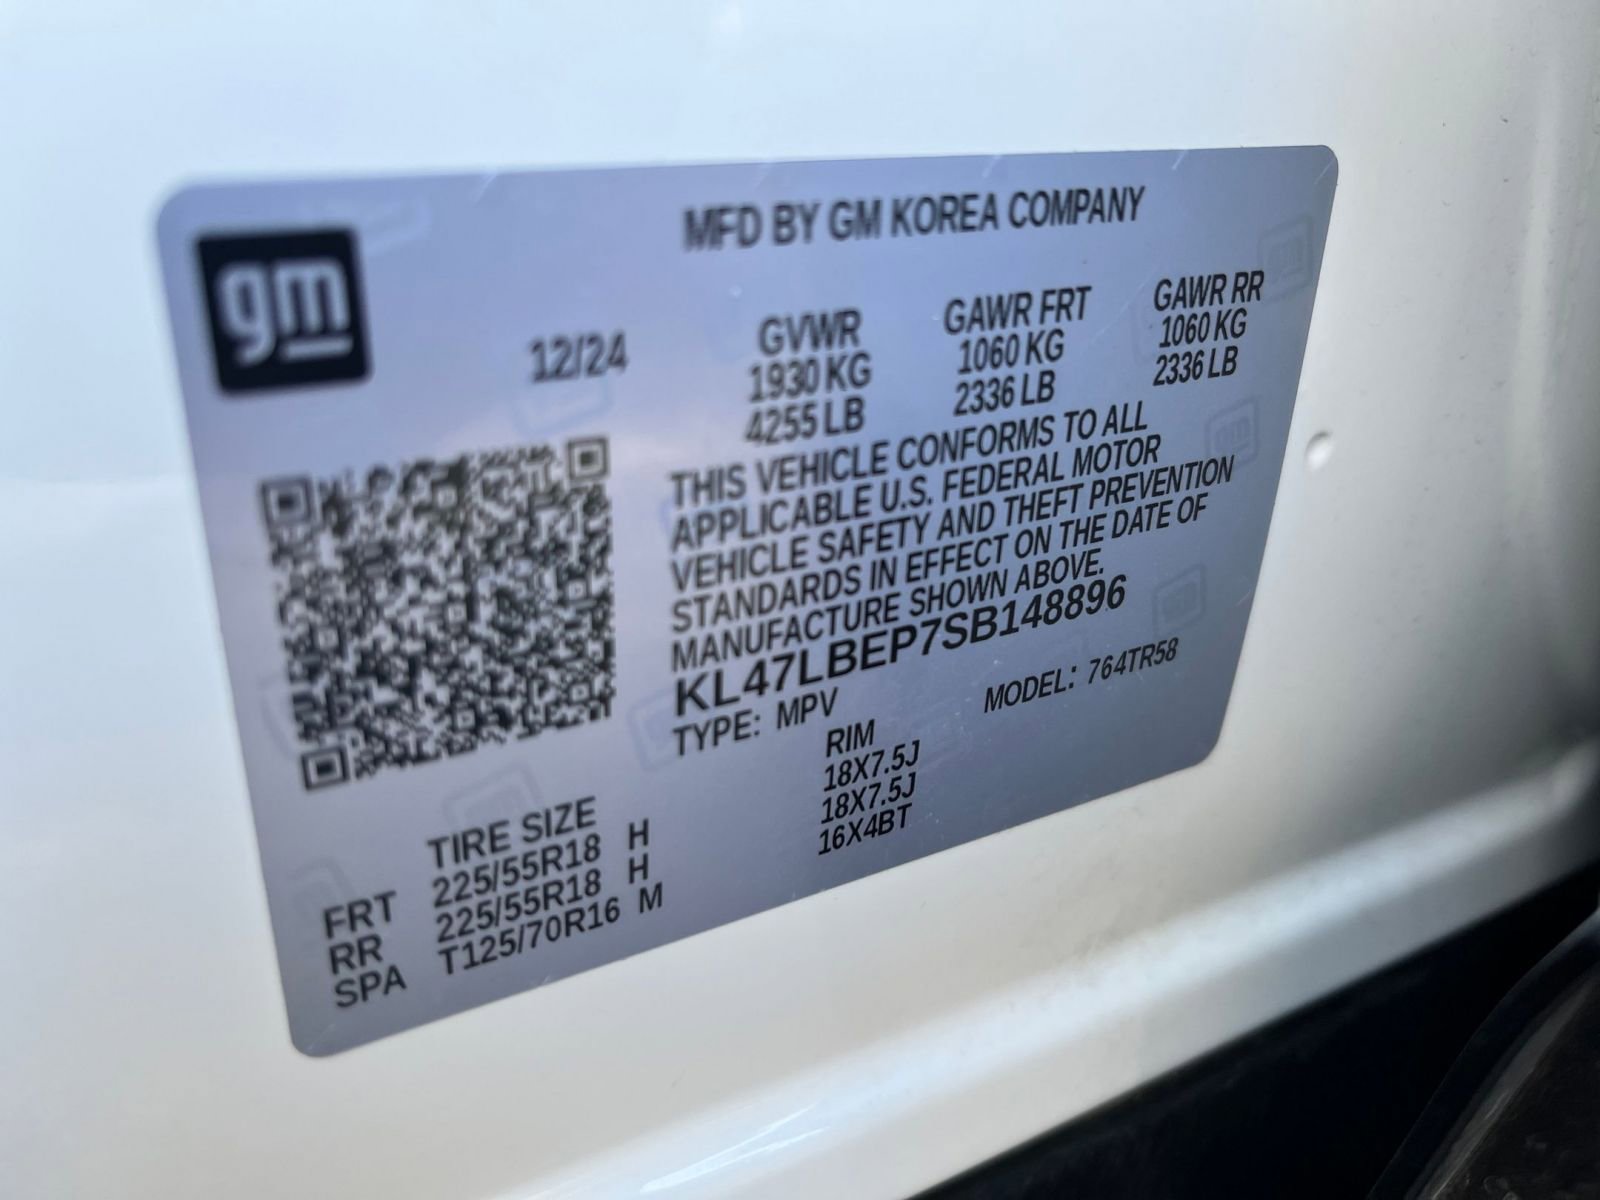 gm
MFD BY GM KOREA COMPANY
12/24
GVWR GAWR FRT GAWR RR
1930 KG 1060 KG 1060 KG
4255 LB 2336 LB 2336 LB
THIS VEHICLE CONFORMS TO ALL
APPLICABLE U.S. FEDERAL MOTOR
VEHICLE SAFETY AND THEFT PREVENTION
STANDARDS IN EFFECT ON THE DATE OF
MANUFACTURE SHOWN ABOVE.
KL47LBEP7SB148896
TYPE: MPV MODEL: 764TR58
TIRE SIZE RIM
FRT 225/55R18 H 18X7.5J
RR 225/55R18 H 18X7.5J
SPA T125/70R16 M 16X4BT